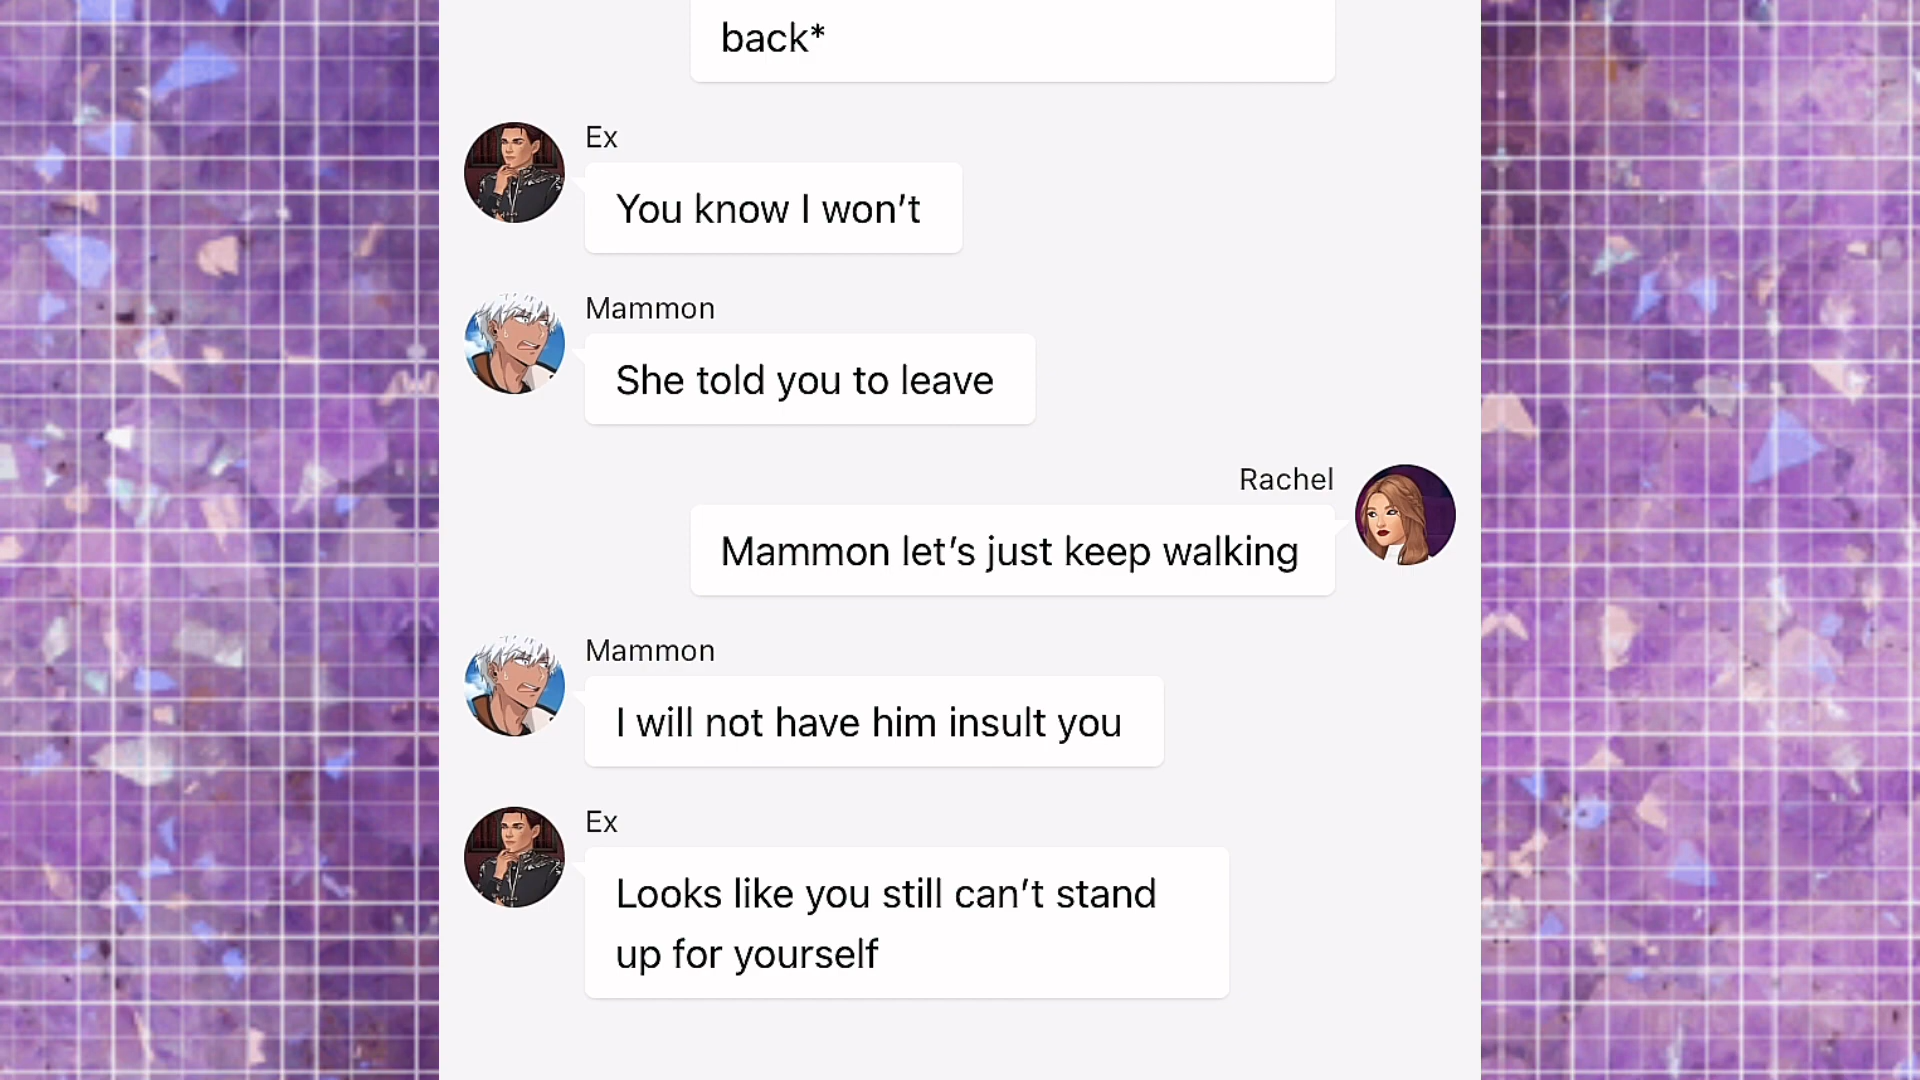 back*
Ex
You know I won’t
Mammon
She told you to leave
Rachel
Mammon let’s just keep walking
Mammon
I will not have him insult you
Ex
Looks like you still can’t stand
up for yourself